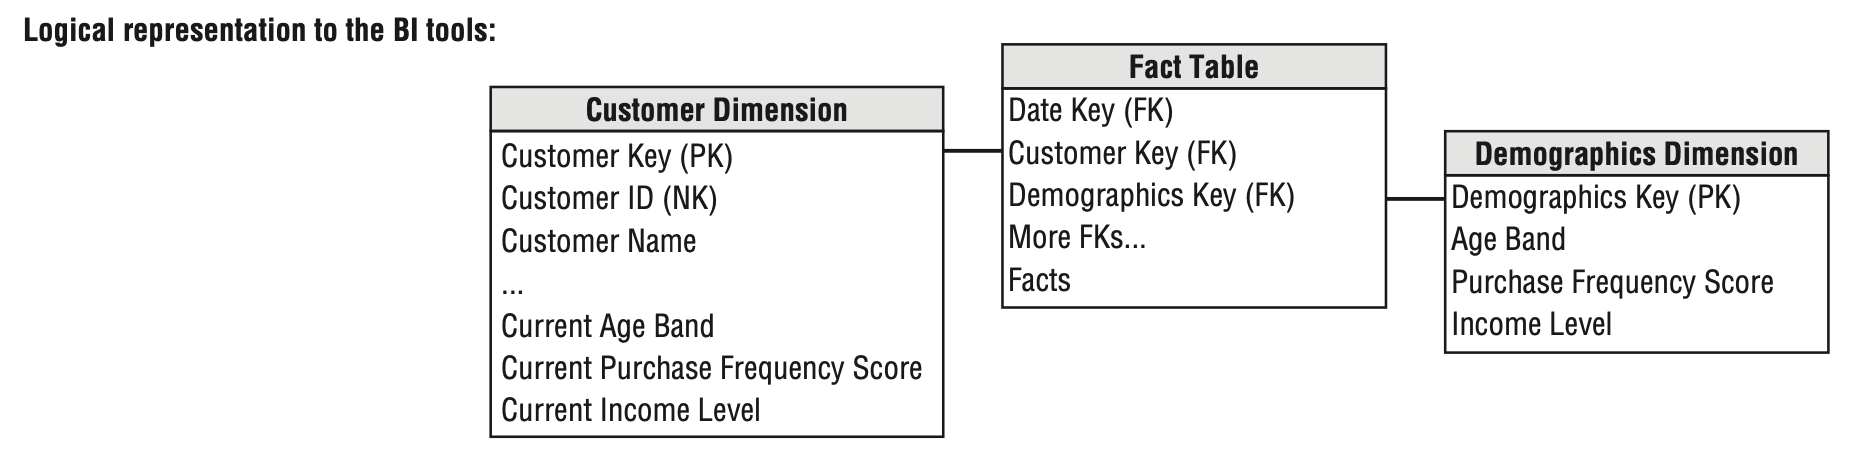 Logical representation to the BI tools:
Customer Dimension
Customer Key (PK)
Customer ID (NK)
Customer Name
...
Current Age Band
Current Purchase Frequency Score
Current Income Level
Fact Table
Date Key (FK)
Customer Key (FK)
Demographics Key (FK)
More FKs...
Facts
Demographics Dimension
Demographics Key (PK)
Age Band
Purchase Frequency Score
Income Level